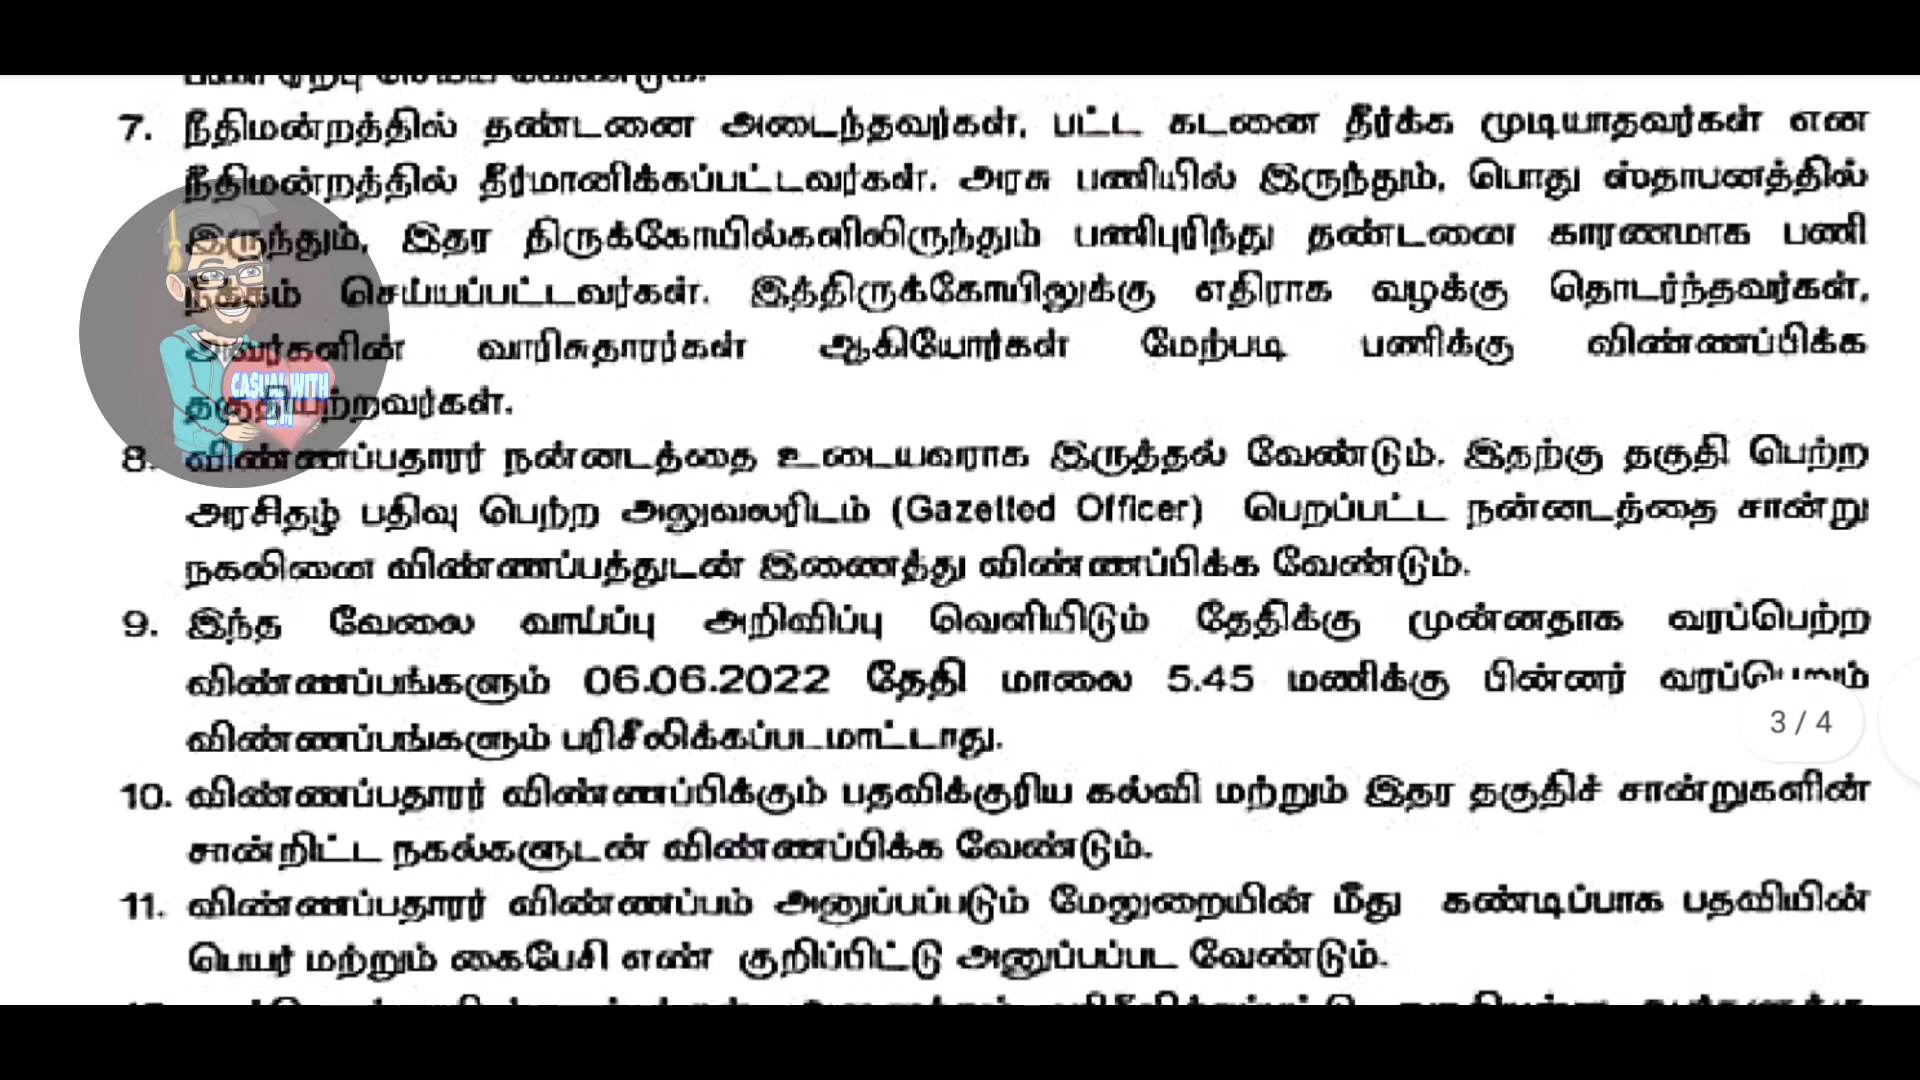 7. நீதிமன்றத்தில் தண்டனை அடைந்தவர்கள், பட்ட கடனை தீர்க்க முடியாதவர்கள் என
நீதிமன்றத்தில் தீர்மானிக்கப்பட்டவர்கள். அரசு பணியில் இருந்தும், பொது ஸ்தாபனத்தில்
இருந்தும், இதர திருக்கோயில்களிலிருந்தும் பணிபுரிந்து தண்டனை காரணமாக பணி
நீக்கம் செய்யப்பட்டவர்கள். இத்திருக்கோயிலுக்கு எதிராக வழக்கு தொடர்ந்தவர்கள்,
அவர்களின் வாரிசுதாரர்கள் ஆகியோர்கள் மேற்படி பணிக்கு விண்ணப்பிக்க
தகுதியற்றவர்கள்.
CASUAL WITH
8. விண்ணப்பதாரர் நன்னடத்தை உடையவராக இருத்தல் வேண்டும். இதற்கு தகுதி பெற்ற
அரசிதழ் பதிவு பெற்ற அலுவலரிடம் (Gazetted Officer) பெறப்பட்ட நன்னடத்தை சான்று
நகலினை விண்ணப்பத்துடன் இணைத்து விண்ணப்பிக்க வேண்டும்.
9. இந்த வேலை வாய்ப்பு அறிவிப்பு வெளியிடும் தேதிக்கு முன்னதாக வரப்பெற்ற
விண்ணப்பங்களும் 06.06.2022 தேதி மாலை 5.45 மணிக்கு பின்னர் வரப்பெறும்
விண்ணப்பங்களும் பரிசீலிக்கப்படமாட்டாது.
3 / 4
10. விண்ணப்பதாரர் விண்ணப்பிக்கும் பதவிக்குரிய கல்வி மற்றும் இதர தகுதிச் சான்றுகளின்
சான்றிட்ட நகல்களுடன் விண்ணப்பிக்க வேண்டும்.
11. விண்ணப்பதாரர் விண்ணப்பம் அனுப்பப்படும் மேலுறையின் மீது கண்டிப்பாக பதவியின்
பெயர் மற்றும் கைபேசி எண் குறிப்பிட்டு அனுப்பப்பட வேண்டும்.